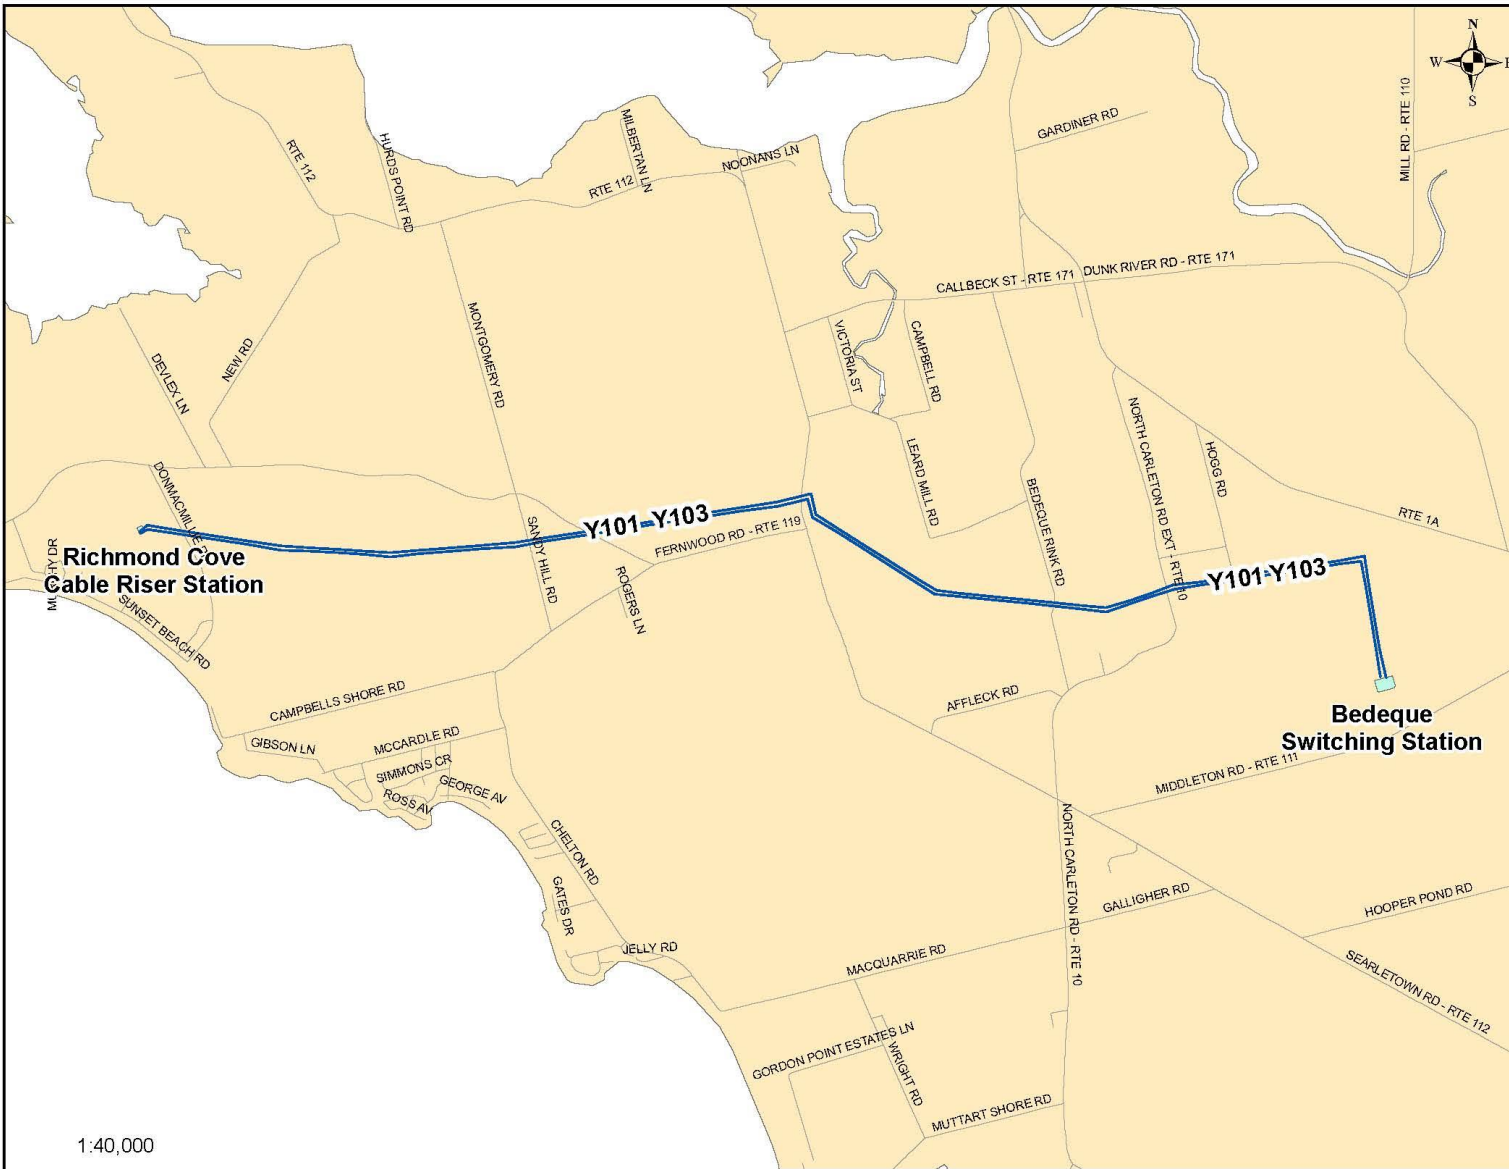 N
W
E
S
MILL RD - RTE 110
GARDINER RD
MILBERTAN LN
HURDS POINT RD
RTE 112
NOONANS LN
RTE 112
CALLBECK ST - RTE 171
DUNK RIVER RD - RTE 171
MONTGOMERY RD
VICTORIA ST
CAMPBELL RD
NEW RD
DEVLEX LN
NORTH CARLETON RD EXT - RTE 10
HOGG RD
LEARD MILL RD
BEDEQUE RINK RD
RTE 1A
Y101 Y103
SANDY HILL RD
FERNWOOD RD - RTE 119
Richmond Cove
Cable Riser Station
ROGERS LN
Y101 Y103
SUNSET BEACH RD
CAMPBELLS SHORE RD
AFFLECK RD
Bedeque
Switching Station
GIBSON LN
MCCARDLE RD
SIMMONS CR
GEORGE AV
ROSS AV
MIDDLETON RD - RTE 111
CHELTON RD
GATES DR
NORTH CARLETON RD - RTE 10
GALLIGHER RD
HOOPER POND RD
JELLY RD
MACQUARRIE RD
SEARLETOWN RD - RTE 112
GORDON POINT ESTATES LN
WRIGHT RD
MUTTART SHORE RD
1:40,000